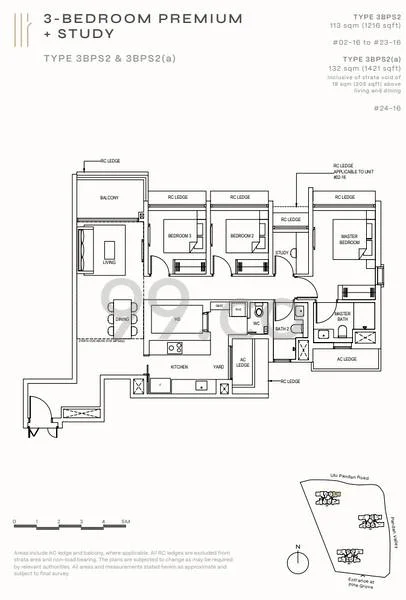 3-BEDROOM PREMIUM
+ STUDY
TYPE 3BPS2 & 3BPS2(a)
TYPE 3BPS2
113 sqm (1216 sqft)
#02-16 to #23-16
TYPE 3BPS2(a)
132 sqm (1421 sqft)
Inclusive of strata void of
19 sqm (205 sqft) above
living and dining
#24-16
RC LEDGE
BALCONY
RC LEDGE
RC LEDGE
RC LEDGE
APPLICABLE TO UNIT
#02-16
RC LEDGE
RC LEDGE
LIVING
BEDROOM 3
BEDROOM 2
STUDY
MASTER
BEDROOM
DINING
HS
WC
BATH 2
MASTER
BATH
KITCHEN
YARD
AC
LEDGE
AC LEDGE
RC LEDGE
99.co
0 1 2 3 4 5M
Areas include AC ledge and balcony, where applicable. All RC ledges are excluded from
strata area and non-load bearing. The plans are subjected to change as may be required
by relevant authorities. All areas and measurements stated herein are approximate and
subject to final survey.
N
Ulu Pandan Road
Pandan Valley
Entrance at
Pine Grove